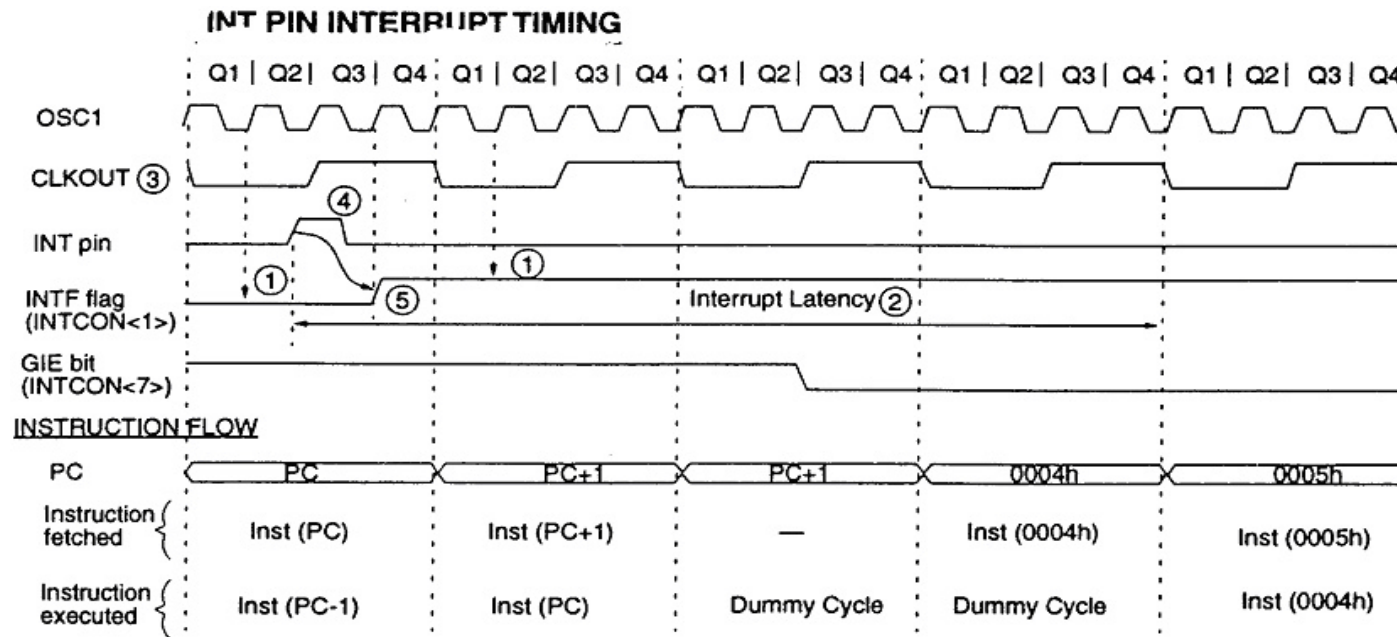 INT PIN INTERRUPT TIMING
Q1 | Q2 | Q3 | Q4 Q1 | Q2 | Q3 | Q4 Q1 | Q2 | Q3 | Q4 Q1 | Q2 | Q3 | Q4 Q1 | Q2 | Q3 | Q4
OSC1
CLKOUT ③
④
INT pin
① ①
INTF flag
(INTCON<1>)
⑤ Interrupt Latency ②
GIE bit
(INTCON<7>)
INSTRUCTION FLOW
PC PC PC+1 PC+1 0004h 0005h
Instruction
fetched
Inst (PC) Inst (PC+1) — Inst (0004h) Inst (0005h)
Instruction
executed
Inst (PC-1) Inst (PC) Dummy Cycle Dummy Cycle Inst (0004h)